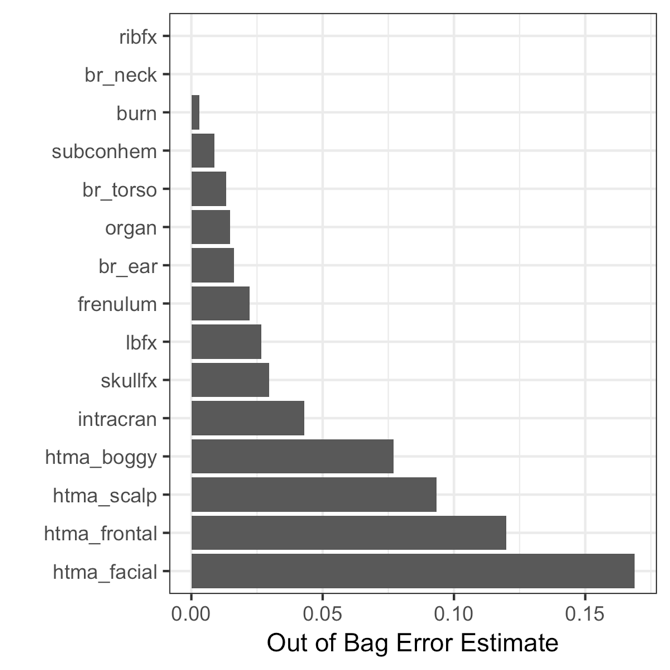 ribfx
br_neck
burn
subconhem
br_torso
organ
br_ear
frenulum
lbfx
skullfx
intracran
htma_boggy
htma_scalp
htma_frontal
htma_facial
0.00 0.05 0.10 0.15
Out of Bag Error Estimate